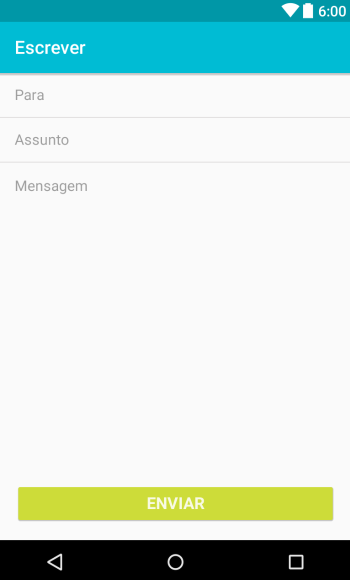 6:00
Escrever
Para
Assunto
Mensagem
ENVIAR